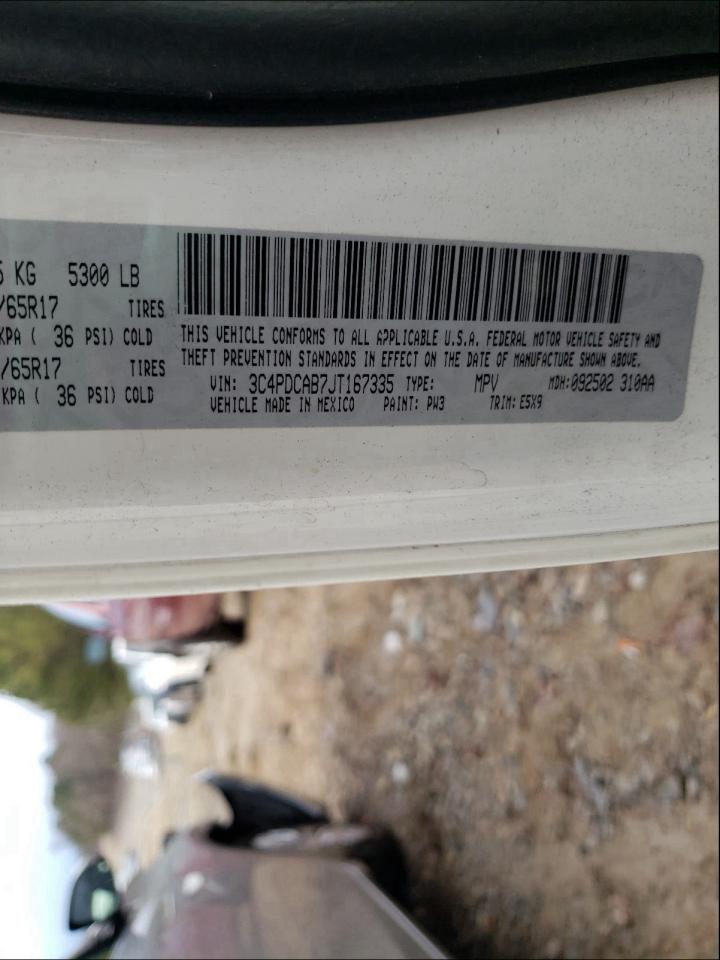 5 KG 5300 LB
/65R17 TIRES
KPA ( 36 PSI) COLD
/65R17 TIRES
KPA ( 36 PSI) COLD
THIS VEHICLE CONFORMS TO ALL APPLICABLE U.S.A. FEDERAL MOTOR VEHICLE SAFETY AND
THEFT PREVENTION STANDARDS IN EFFECT ON THE DATE OF MANUFACTURE SHOWN ABOVE.
VIN: 3C4PDCAB7JT167335 TYPE: MPV MDH:092502 310AA
VEHICLE MADE IN MEXICO PAINT: PW3 TRIM: E5X9